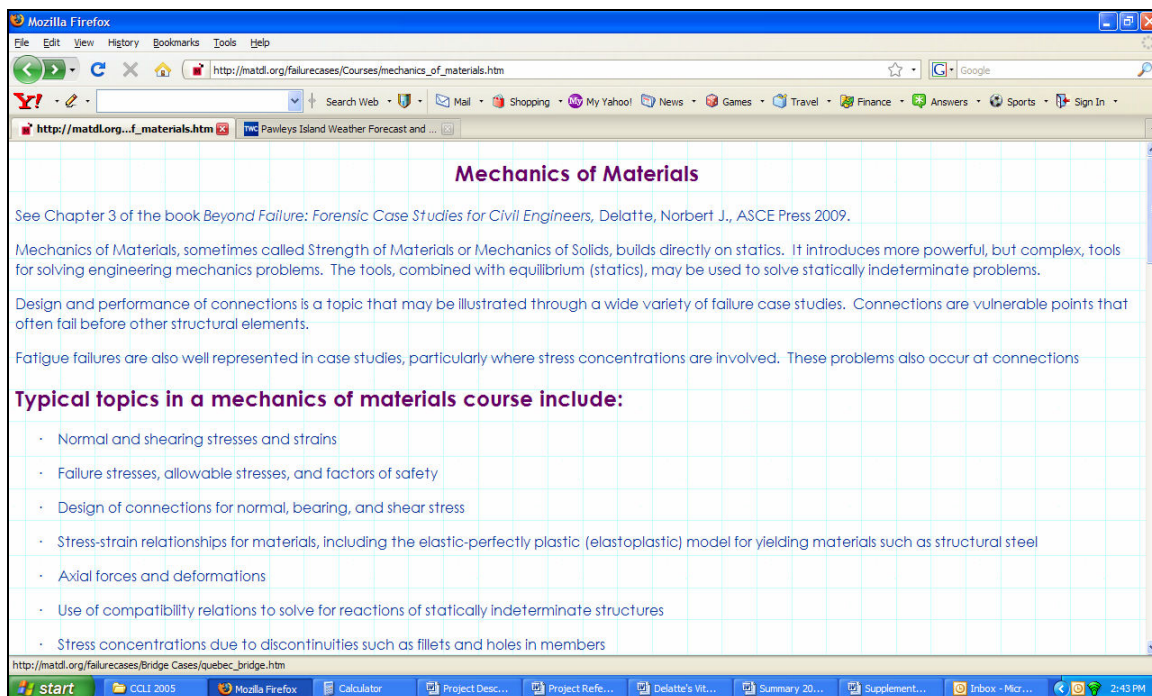 Mozilla Firefox
File Edit View History Bookmarks Tools Help
http://matdl.org/failurecases/Courses/mechanics_of_materials.htm
G Google
Y! Search Web Mail Shopping My Yahoo! News Games Travel Finance Answers Sports Sign In
http://matdl.org...f_materials.htm TWC Pawleys Island Weather Forecast and ...
Mechanics of Materials
See Chapter 3 of the book Beyond Failure: Forensic Case Studies for Civil Engineers, Delatte, Norbert J., ASCE Press 2009.
Mechanics of Materials, sometimes called Strength of Materials or Mechanics of Solids, builds directly on statics. It introduces more powerful, but complex, tools
for solving engineering mechanics problems. The tools, combined with equilibrium (statics), may be used to solve statically indeterminate problems.
Design and performance of connections is a topic that may be illustrated through a wide variety of failure case studies. Connections are vulnerable points that
often fail before other structural elements.
Fatigue failures are also well represented in case studies, particularly where stress concentrations are involved. These problems also occur at connections
Typical topics in a mechanics of materials course include:
· Normal and shearing stresses and strains
· Failure stresses, allowable stresses, and factors of safety
· Design of connections for normal, bearing, and shear stress
· Stress-strain relationships for materials, including the elastic-perfectly plastic (elastoplastic) model for yielding materials such as structural steel
· Axial forces and deformations
· Use of compatibility relations to solve for reactions of statically indeterminate structures
· Stress concentrations due to discontinuities such as fillets and holes in members
http://matdl.org/failurecases/Bridge Cases/quebec_bridge.htm
start CCLI 2005 Mozilla Firefox Calculator Project Desc... Project Refe... Delatte's Vit... Summary 20... Supplement... Inbox - Micr... 2:43 PM